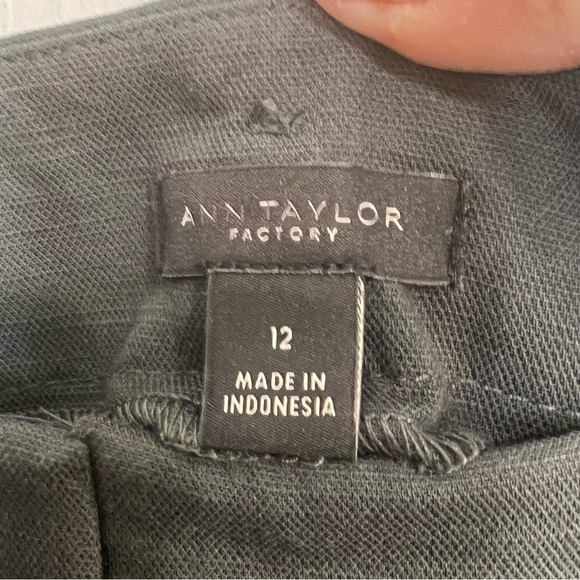 ANN TAYLOR
FACTORY
12
MADE IN
INDONESIA